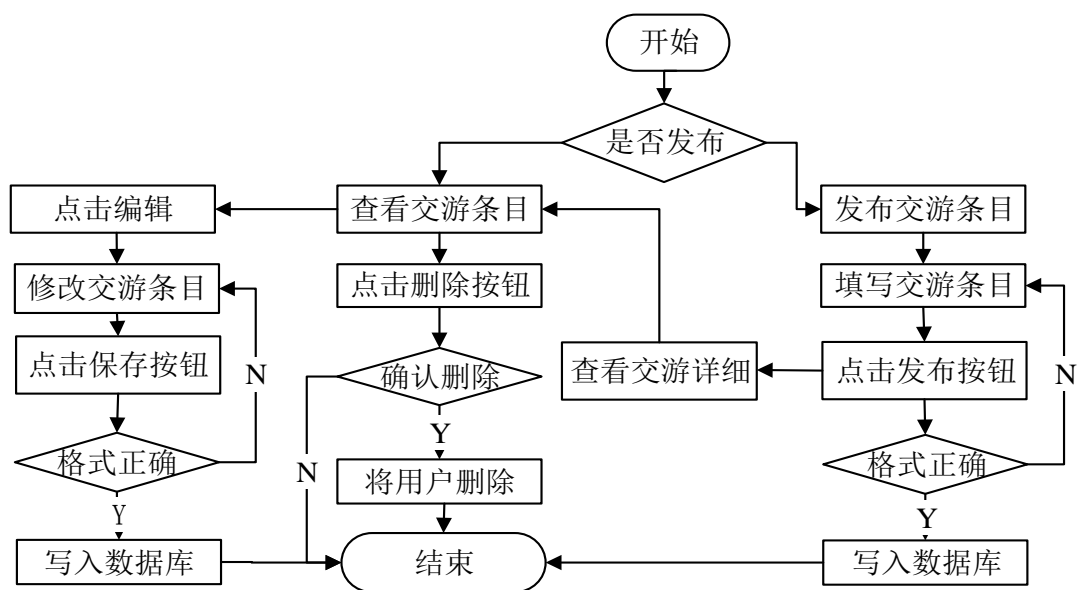 开始
是否发布
点击编辑
查看交游条目
发布交游条目
修改交游条目
点击删除按钮
填写交游条目
点击保存按钮
N
确认删除
查看交游详细
点击发布按钮
N
Y
格式正确
N
将用户删除
格式正确
Y
Y
写入数据库
结束
写入数据库